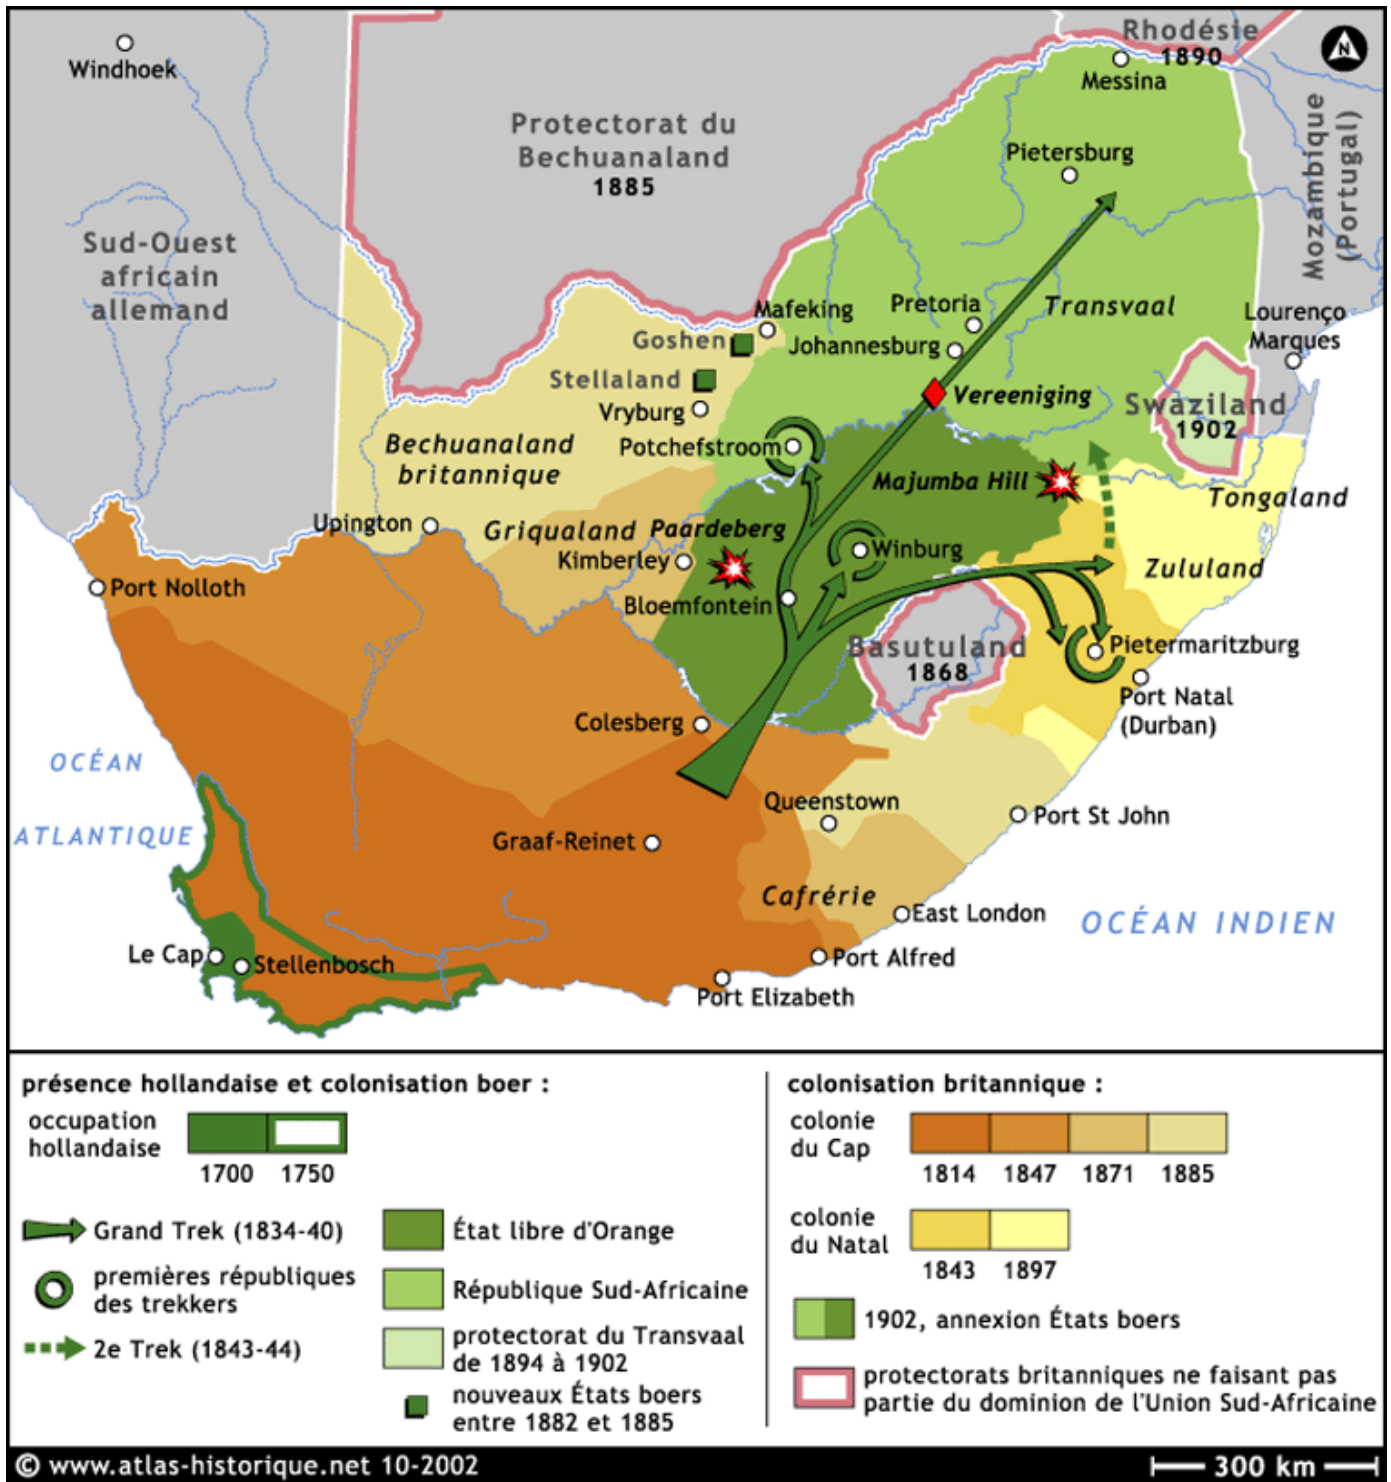 Rhodésie
1890
N
Windhoek
Messina
Protectorat du
Bechuanaland
1885
Mozambique
(Portugal)
Pietersburg
Sud-Ouest
africain
allemand
Mafeking
Pretoria
Transvaal
Lourenço
Marques
Goshen
Johannesburg
Stellaland
Vryburg
Vereeniging
Swaziland
1902
Bechuanaland
britannique
Potchefstroom
Majumba Hill
Tongaland
Upington
Griqualand
Paardeberg
Kimberley
Winburg
Zululand
Port Nolloth
Bloemfontein
Basutuland
1868
Pietermaritzburg
Port Natal
(Durban)
Colesberg
OCÉAN
ATLANTIQUE
Queenstown
Port St John
Graaf-Reinet
Cafrérie
East London
OCÉAN INDIEN
Le Cap
Stellenbosch
Port Alfred
Port Elizabeth
présence hollandaise et colonisation boer :
occupation
hollandaise
1700 1750
Grand Trek (1834-40)
premières républiques
des trekkers
2e Trek (1843-44)
État libre d'Orange
République Sud-Africaine
protectorat du Transvaal
de 1894 à 1902
nouveaux États boers
entre 1882 et 1885
colonisation britannique :
colonie
du Cap
1814 1847 1871 1885
colonie
du Natal
1843 1897
1902, annexion États boers
protectorats britanniques ne faisant pas
partie du dominion de l'Union Sud-Africaine
© www.atlas-historique.net 10-2002
300 km